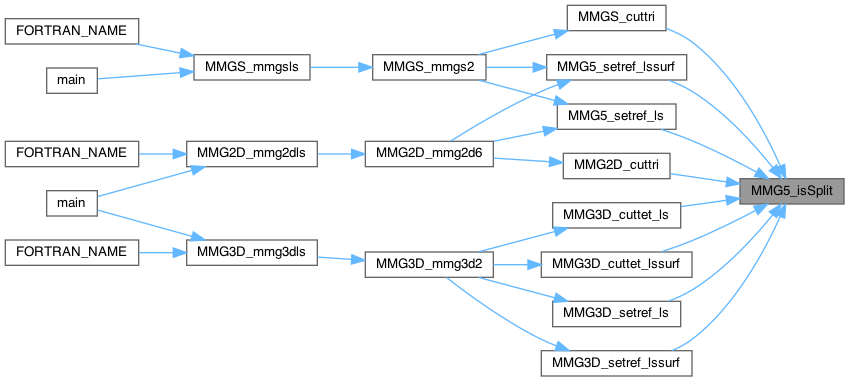 FORTRAN_NAME
main
MMGS_mmgsls
MMGS_mmgs2
MMGS_cuttri
MMG5_setref_lssurf
MMG5_setref_ls
FORTRAN_NAME
MMG2D_mmg2dls
MMG2D_mmg2d6
MMG2D_cuttri
MMG5_isSplit
main
FORTRAN_NAME
MMG3D_mmg3dls
MMG3D_mmg3d2
MMG3D_cuttet_ls
MMG3D_cuttet_lssurf
MMG3D_setref_ls
MMG3D_setref_lssurf